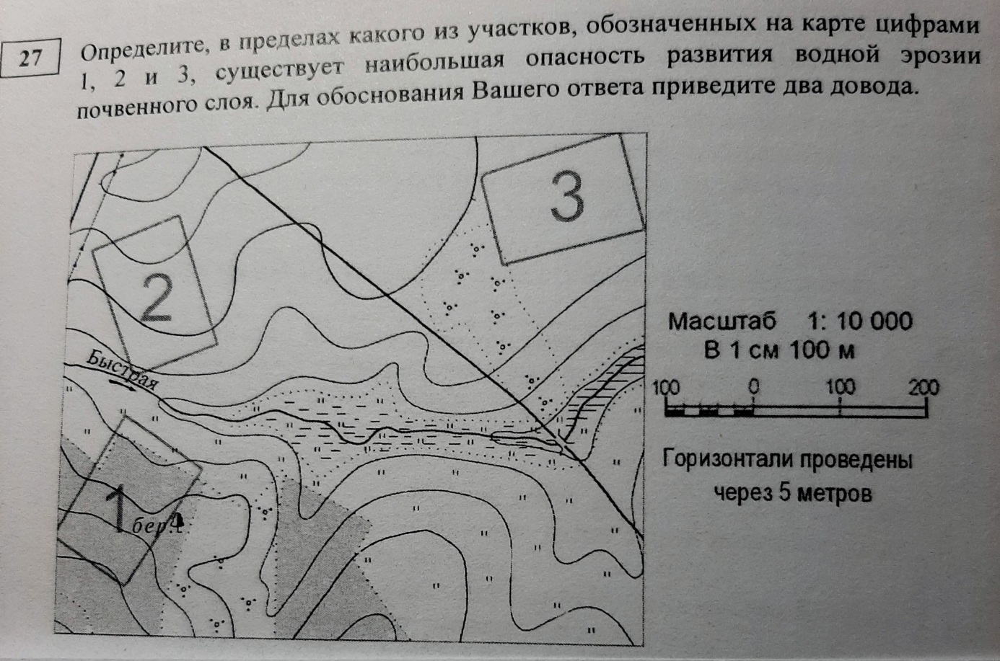 27
Определите, в пределах какого из участков, обозначенных на карте цифрами
1, 2 и 3, существует наибольшая опасность развития водной эрозии
почвенного слоя. Для обоснования Вашего ответа приведите два довода.
3
2
Быстрая
1
бер.
Масштаб 1: 10 000
В 1 см 100 м
100 0 100 200
Горизонтали проведены
через 5 метров